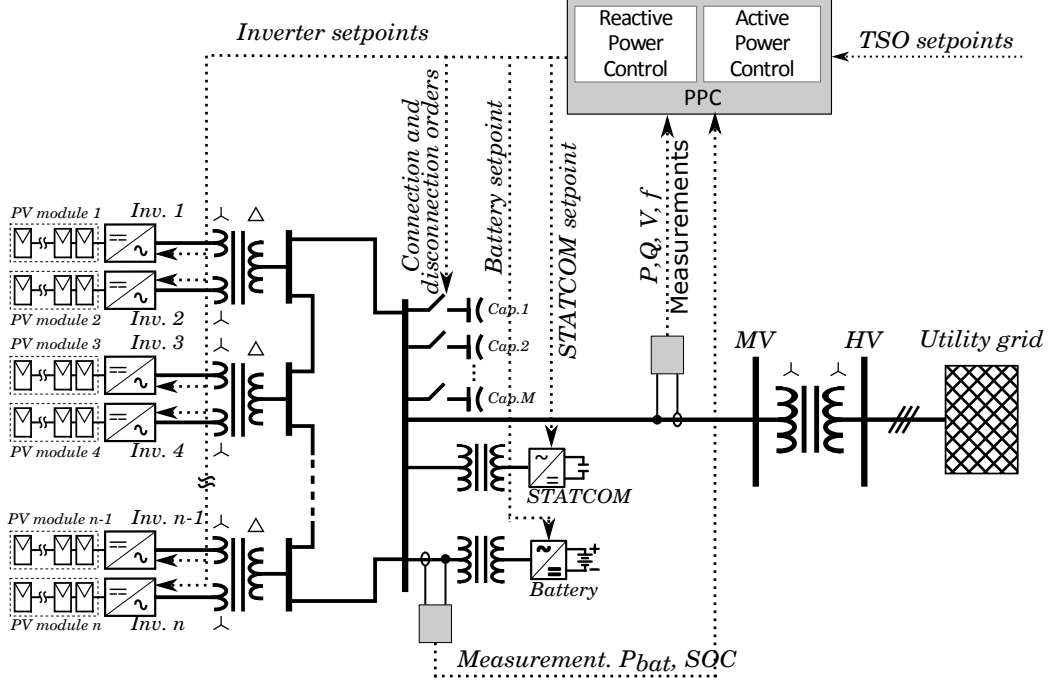 Inverter setpoints
Reactive
Power
Control
Active
Power
Control
PPC
TSO setpoints
Connection and
disconnection orders
Battery setpoint
STATCOM setpoint
P,Q, V, f
Measurements
PV module 1
Inv. 1
PV module 2
Inv. 2
PV module 3
Inv. 3
PV module 4
Inv. 4
PV module n-1
Inv. n-1
PV module n
Inv. n
Cap.1
Cap.2
Cap.M
MV
HV
Utility grid
STATCOM
Battery
Measurement. Pbat, SOC